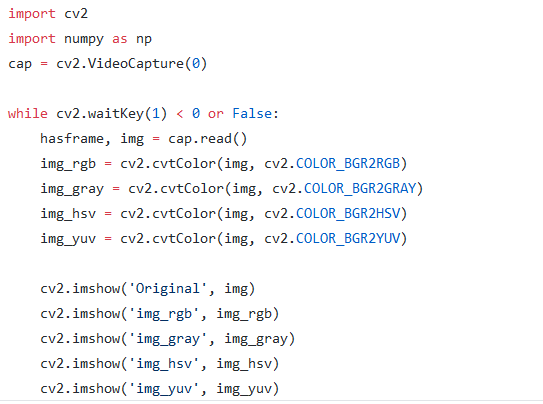 import cv2
import numpy as np
cap = cv2.VideoCapture(0)
while cv2.waitKey(1) < 0 or False:
    hasframe, img = cap.read()
    img_rgb = cv2.cvtColor(img, cv2.COLOR_BGR2RGB)
    img_gray = cv2.cvtColor(img, cv2.COLOR_BGR2GRAY)
    img_hsv = cv2.cvtColor(img, cv2.COLOR_BGR2HSV)
    img_yuv = cv2.cvtColor(img, cv2.COLOR_BGR2YUV)
    cv2.imshow('Original', img)
    cv2.imshow('img_rgb', img_rgb)
    cv2.imshow('img_gray', img_gray)
    cv2.imshow('img_hsv', img_hsv)
    cv2.imshow('img_yuv', img_yuv)